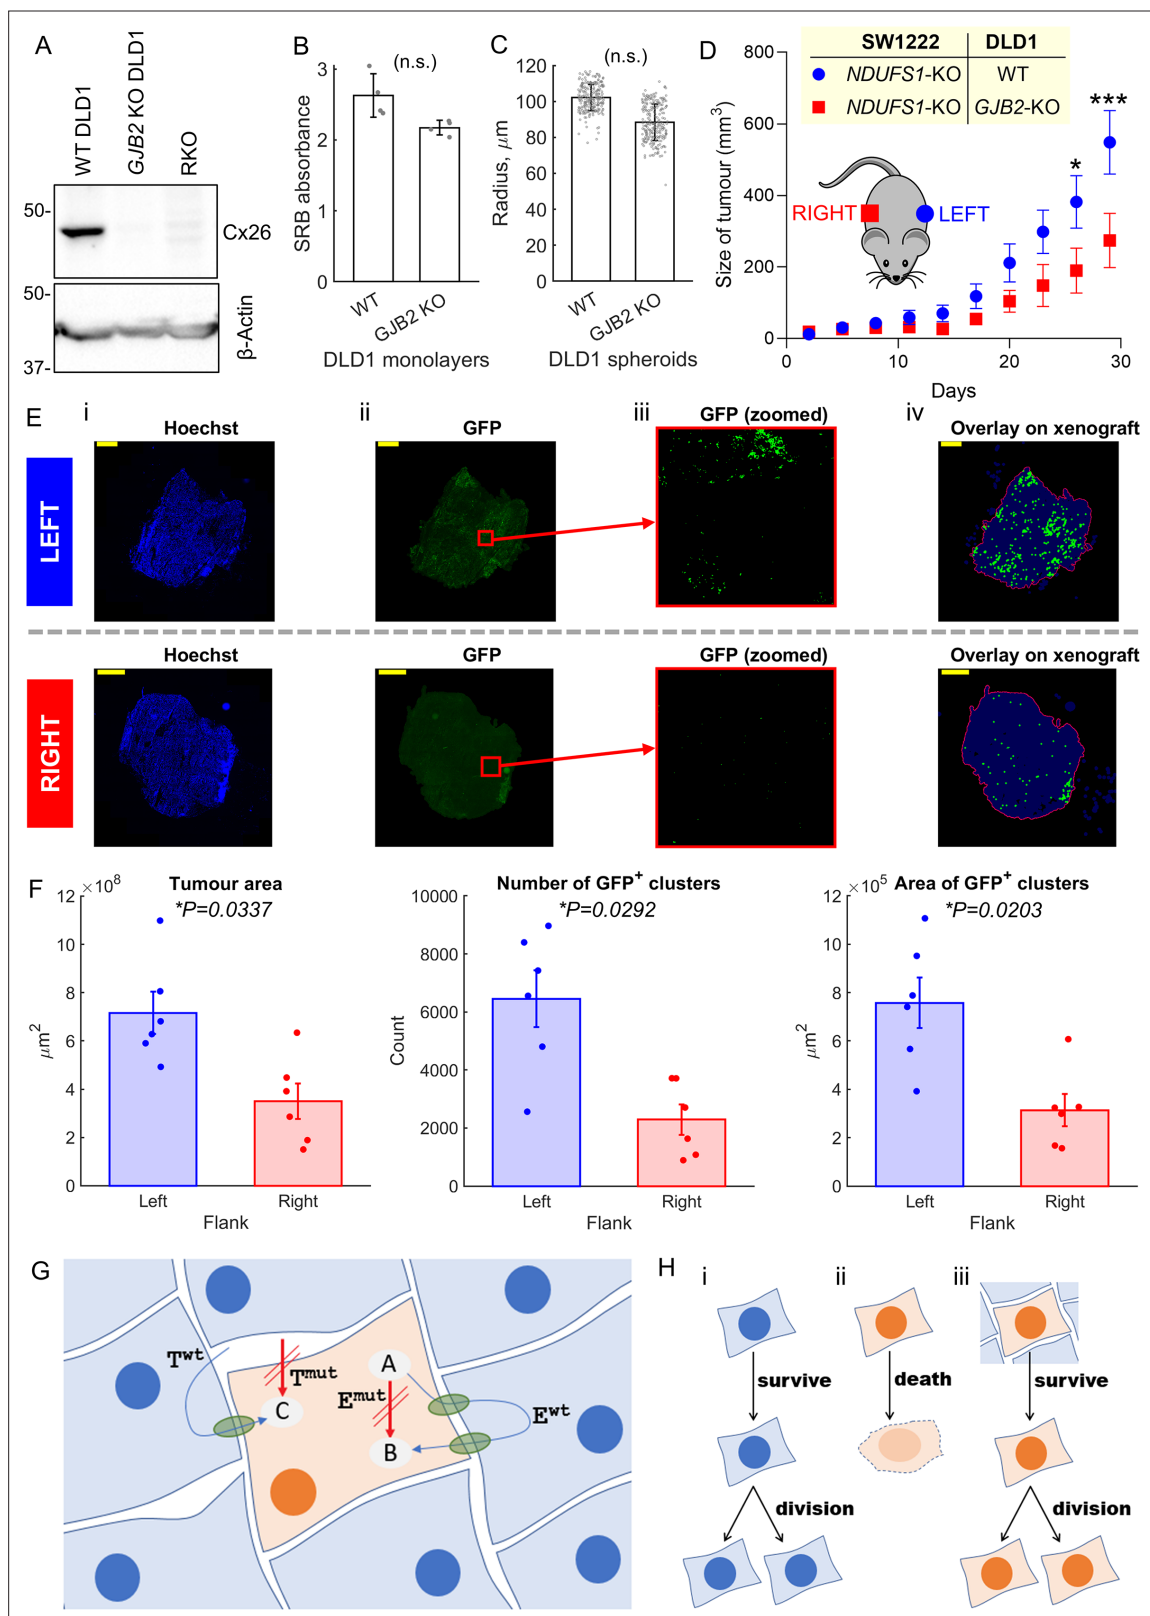 A
WT DLD1
GJB2 KO DLD1
RKO
50-
Cx26
50-
37-
β-Actin
B
(n.s.)
3
2
1
0
SRB absorbance
WT
GJB2 KO
DLD1 monolayers
C
(n.s.)
120
100
80
60
40
20
0
Radius, μm
WT
GJB2 KO
DLD1 spheroids
D
SW1222 DLD1
NDUFS1-KO WT
NDUFS1-KO GJB2-KO
800
600
400
200
0
Size of tumour (mm³)
***
*
RIGHT
LEFT
0 10 20 30
Days
E
i ii iii iv
Hoechst GFP GFP (zoomed) Overlay on xenograft
LEFT
Hoechst GFP GFP (zoomed) Overlay on xenograft
RIGHT
F
Tumour area
*P=0.0337
×10⁸
12
10
8
6
4
2
0
μm²
Left Right
Flank
Number of GFP⁺ clusters
*P=0.0292
10000
8000
6000
4000
2000
0
Count
Left Right
Flank
Area of GFP⁺ clusters
*P=0.0203
×10⁵
12
10
8
6
4
2
0
μm²
Left Right
Flank
G
Tʷᵗ
Tᵐᵘᵗ
C
A
Eᵐᵘᵗ
Eʷᵗ
B
H
i ii iii
survive death survive
division division